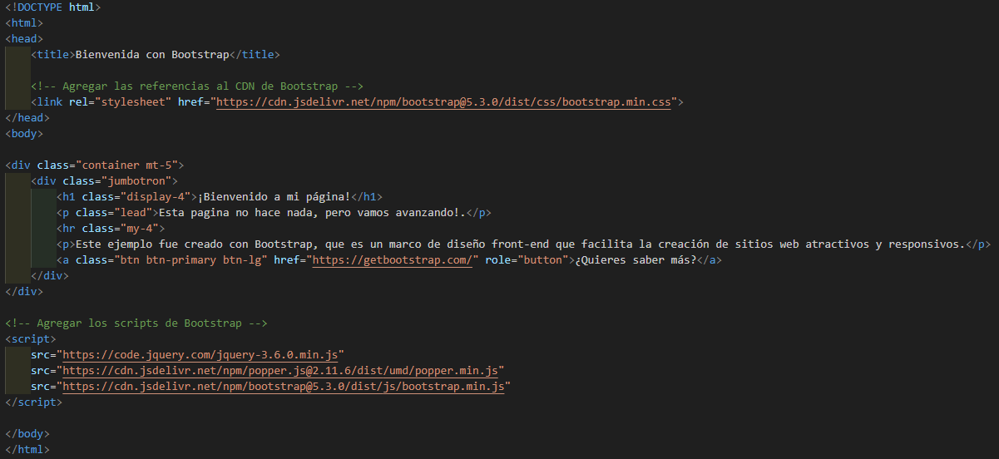 <!DOCTYPE html>
<html>
<head>
    <title>Bienvenida con Bootstrap</title>

    <!-- Agregar las referencias al CDN de Bootstrap -->
    <link rel="stylesheet" href="https://cdn.jsdelivr.net/npm/bootstrap@5.3.0/dist/css/bootstrap.min.css">
</head>
<body>

<div class="container mt-5">
    <div class="jumbotron">
        <h1 class="display-4">¡Bienvenido a mi página!</h1>
        <p class="lead">Esta pagina no hace nada, pero vamos avanzando!.</p>
        <hr class="my-4">
        <p>Este ejemplo fue creado con Bootstrap, que es un marco de diseño front-end que facilita la creación de sitios web atractivos y responsivos.</p>
        <a class="btn btn-primary btn-lg" href="https://getbootstrap.com/" role="button">¿Quieres saber más?</a>
    </div>
</div>

<!-- Agregar los scripts de Bootstrap -->
<script>
    src="https://code.jquery.com/jquery-3.6.0.min.js"
    src="https://cdn.jsdelivr.net/npm/popper.js@2.11.6/dist/umd/popper.min.js"
    src="https://cdn.jsdelivr.net/npm/bootstrap@5.3.0/dist/js/bootstrap.min.js"
</script>

</body>
</html>